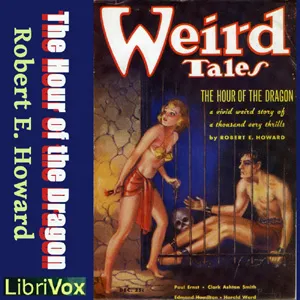 The Hour of the Dragon
Robert E. Howard
LibriVox
Weird
Tales
THE HOUR OF THE DRAGON
a vivid weird story of
a thousand eery thrills
by ROBERT E. HOWARD
Paul Ernst
Clark Ashton Smith
Edmond Hamilton
Harold Ward